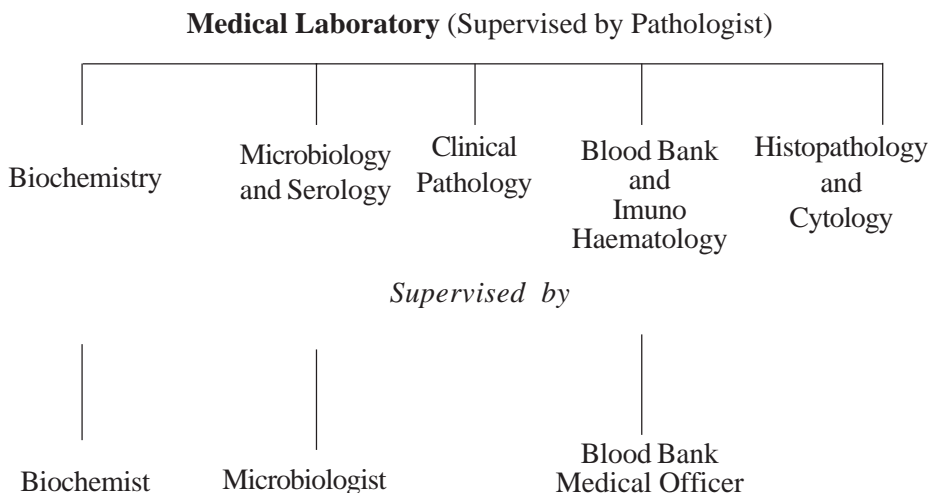 Medical Laboratory (Supervised by Pathologist)
Biochemistry
Microbiology
and Serology
Clinical
Pathology
Blood Bank
and
Imuno
Haematology
Histopathology
and
Cytology
Supervised by
Biochemist
Microbiologist
Blood Bank
Medical Officer